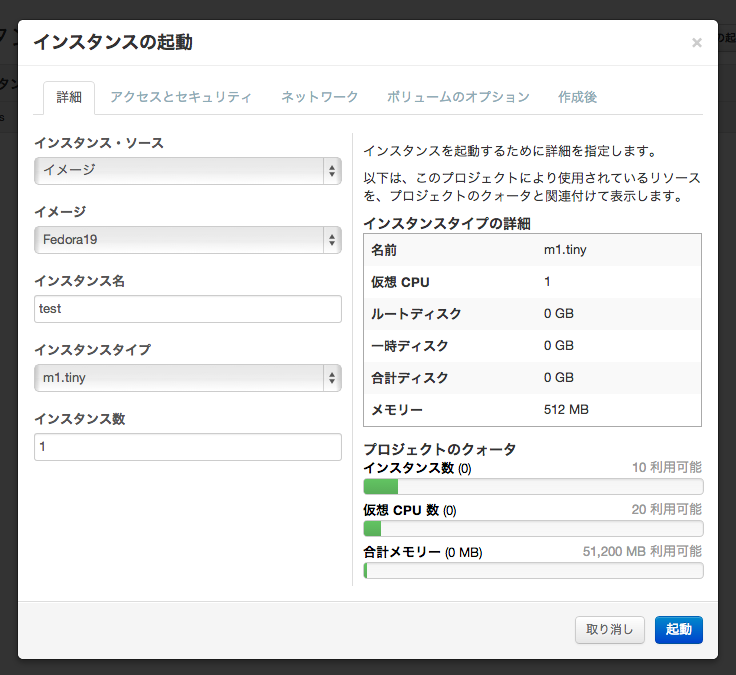 インスタンスの起動
×
詳細
アクセスとセキュリティ
ネットワーク
ボリュームのオプション
作成後
インスタンス・ソース
イメージ
イメージ
Fedora19
インスタンス名
test
インスタンスタイプ
m1.tiny
インスタンス数
1
インスタンスを起動するために詳細を指定します。
以下は、このプロジェクトにより使用されているリソース
を、プロジェクトのクォータと関連付けて表示します。
インスタンスタイプの詳細
名前 m1.tiny
仮想 CPU 1
ルートディスク 0 GB
一時ディスク 0 GB
合計ディスク 0 GB
メモリー 512 MB
プロジェクトのクォータ
インスタンス数 (0) 10 利用可能
仮想 CPU 数 (0) 20 利用可能
合計メモリー (0 MB) 51,200 MB 利用可能
取り消し
起動